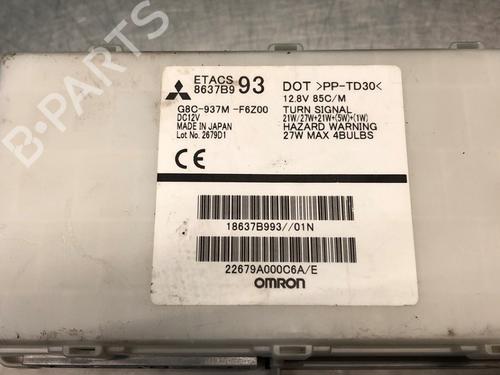 ETACS
8637B9 93
G8C-937M -F6Z00
DC12V
MADE IN JAPAN
Lot No. 2679D1
CE
DOT >PP-TD30<
12.8V 85C/M
TURN SIGNAL
21W/27W+21W+(5W)+(1W)
HAZARD WARNING
27W MAX 4BULBS
18637B993//01N
22679A000C6A/E
OMRON